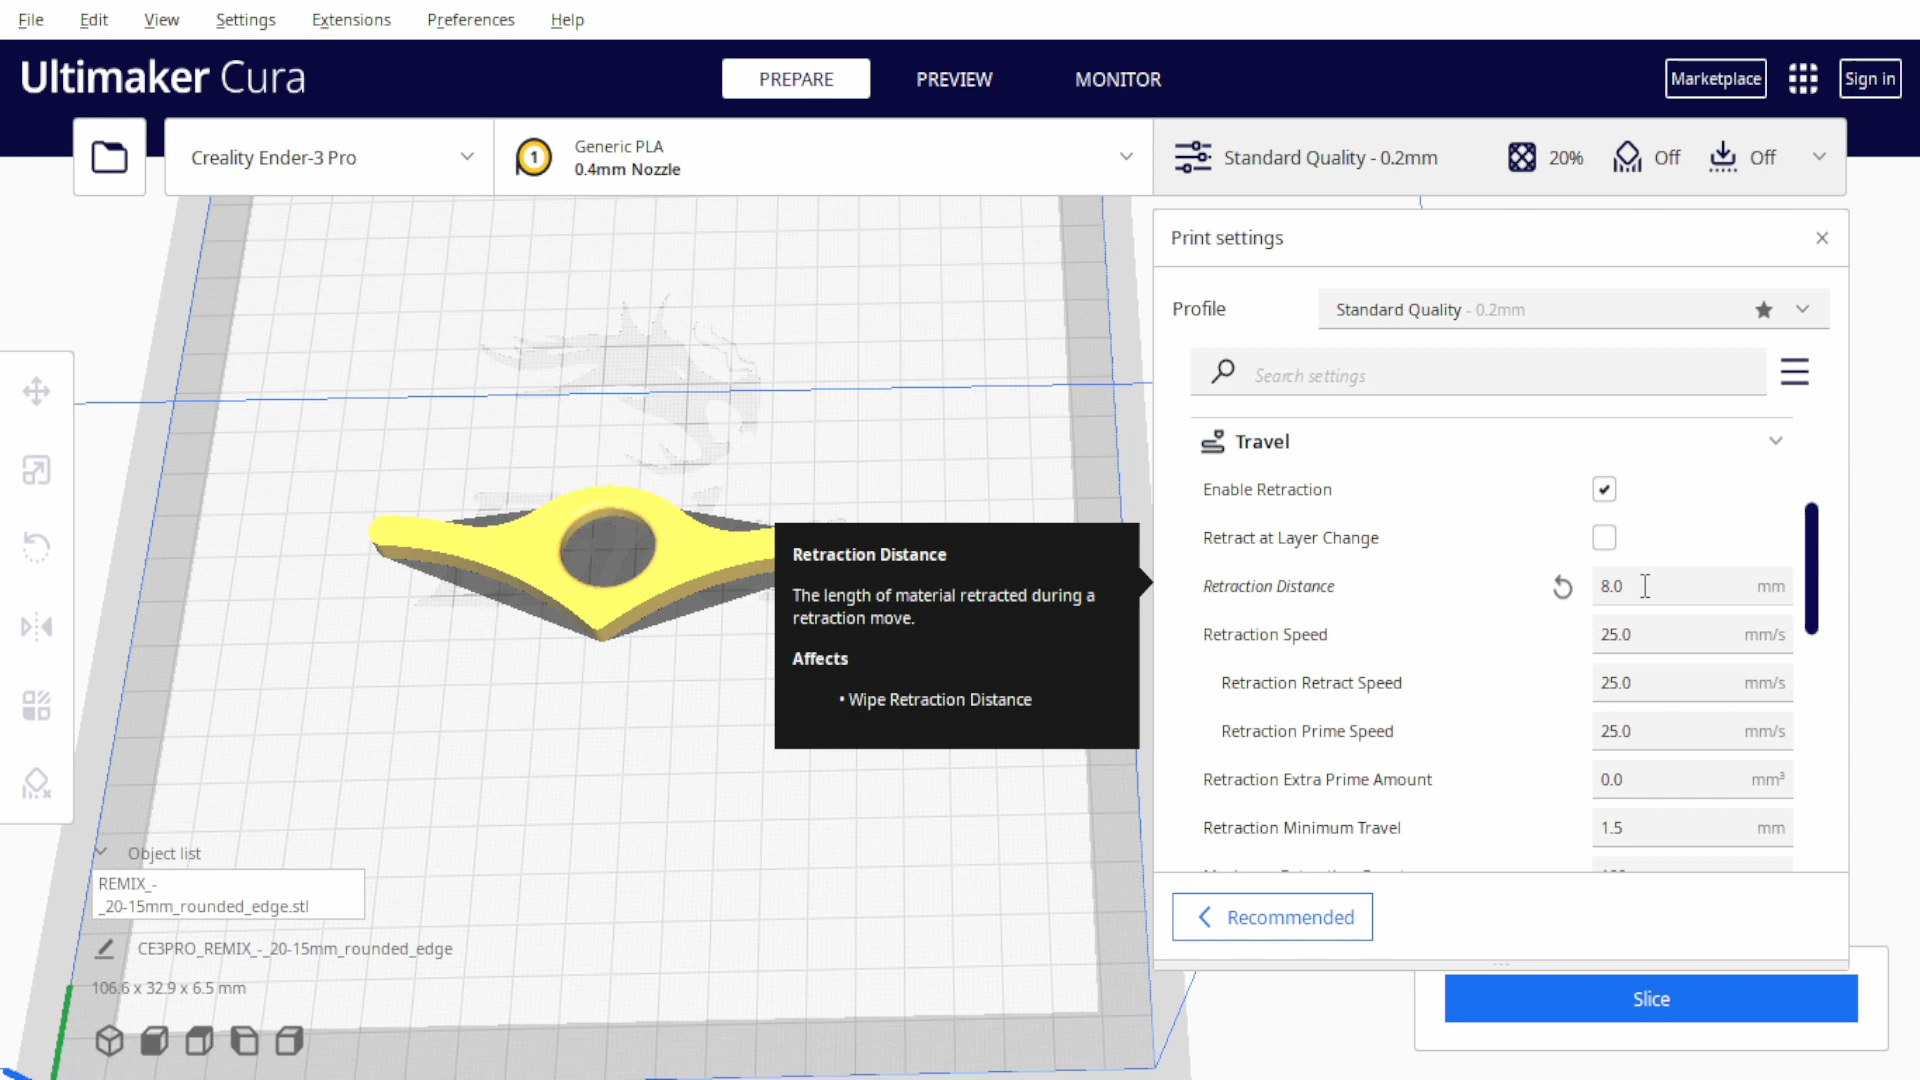 File Edit View Settings Extensions Preferences Help
Ultimaker Cura
PREPARE PREVIEW MONITOR
Marketplace Sign in
Creality Ender-3 Pro
1
Generic PLA
0.4mm Nozzle
Standard Quality - 0.2mm 20% Off Off
Print settings
Profile Standard Quality - 0.2mm
Search settings
Travel
Enable Retraction
Retract at Layer Change
Retraction Distance 8.0 mm
Retraction Speed 25.0 mm/s
Retraction Retract Speed 25.0 mm/s
Retraction Prime Speed 25.0 mm/s
Retraction Extra Prime Amount 0.0 mm³
Retraction Minimum Travel 1.5 mm
Retraction Distance
The length of material retracted during a
retraction move.
Affects
• Wipe Retraction Distance
Object list
REMIX_-
_20-15mm_rounded_edge.stl
CE3PRO_REMIX_-_20-15mm_rounded_edge
106.6 x 32.9 x 6.5 mm
Recommended
Slice